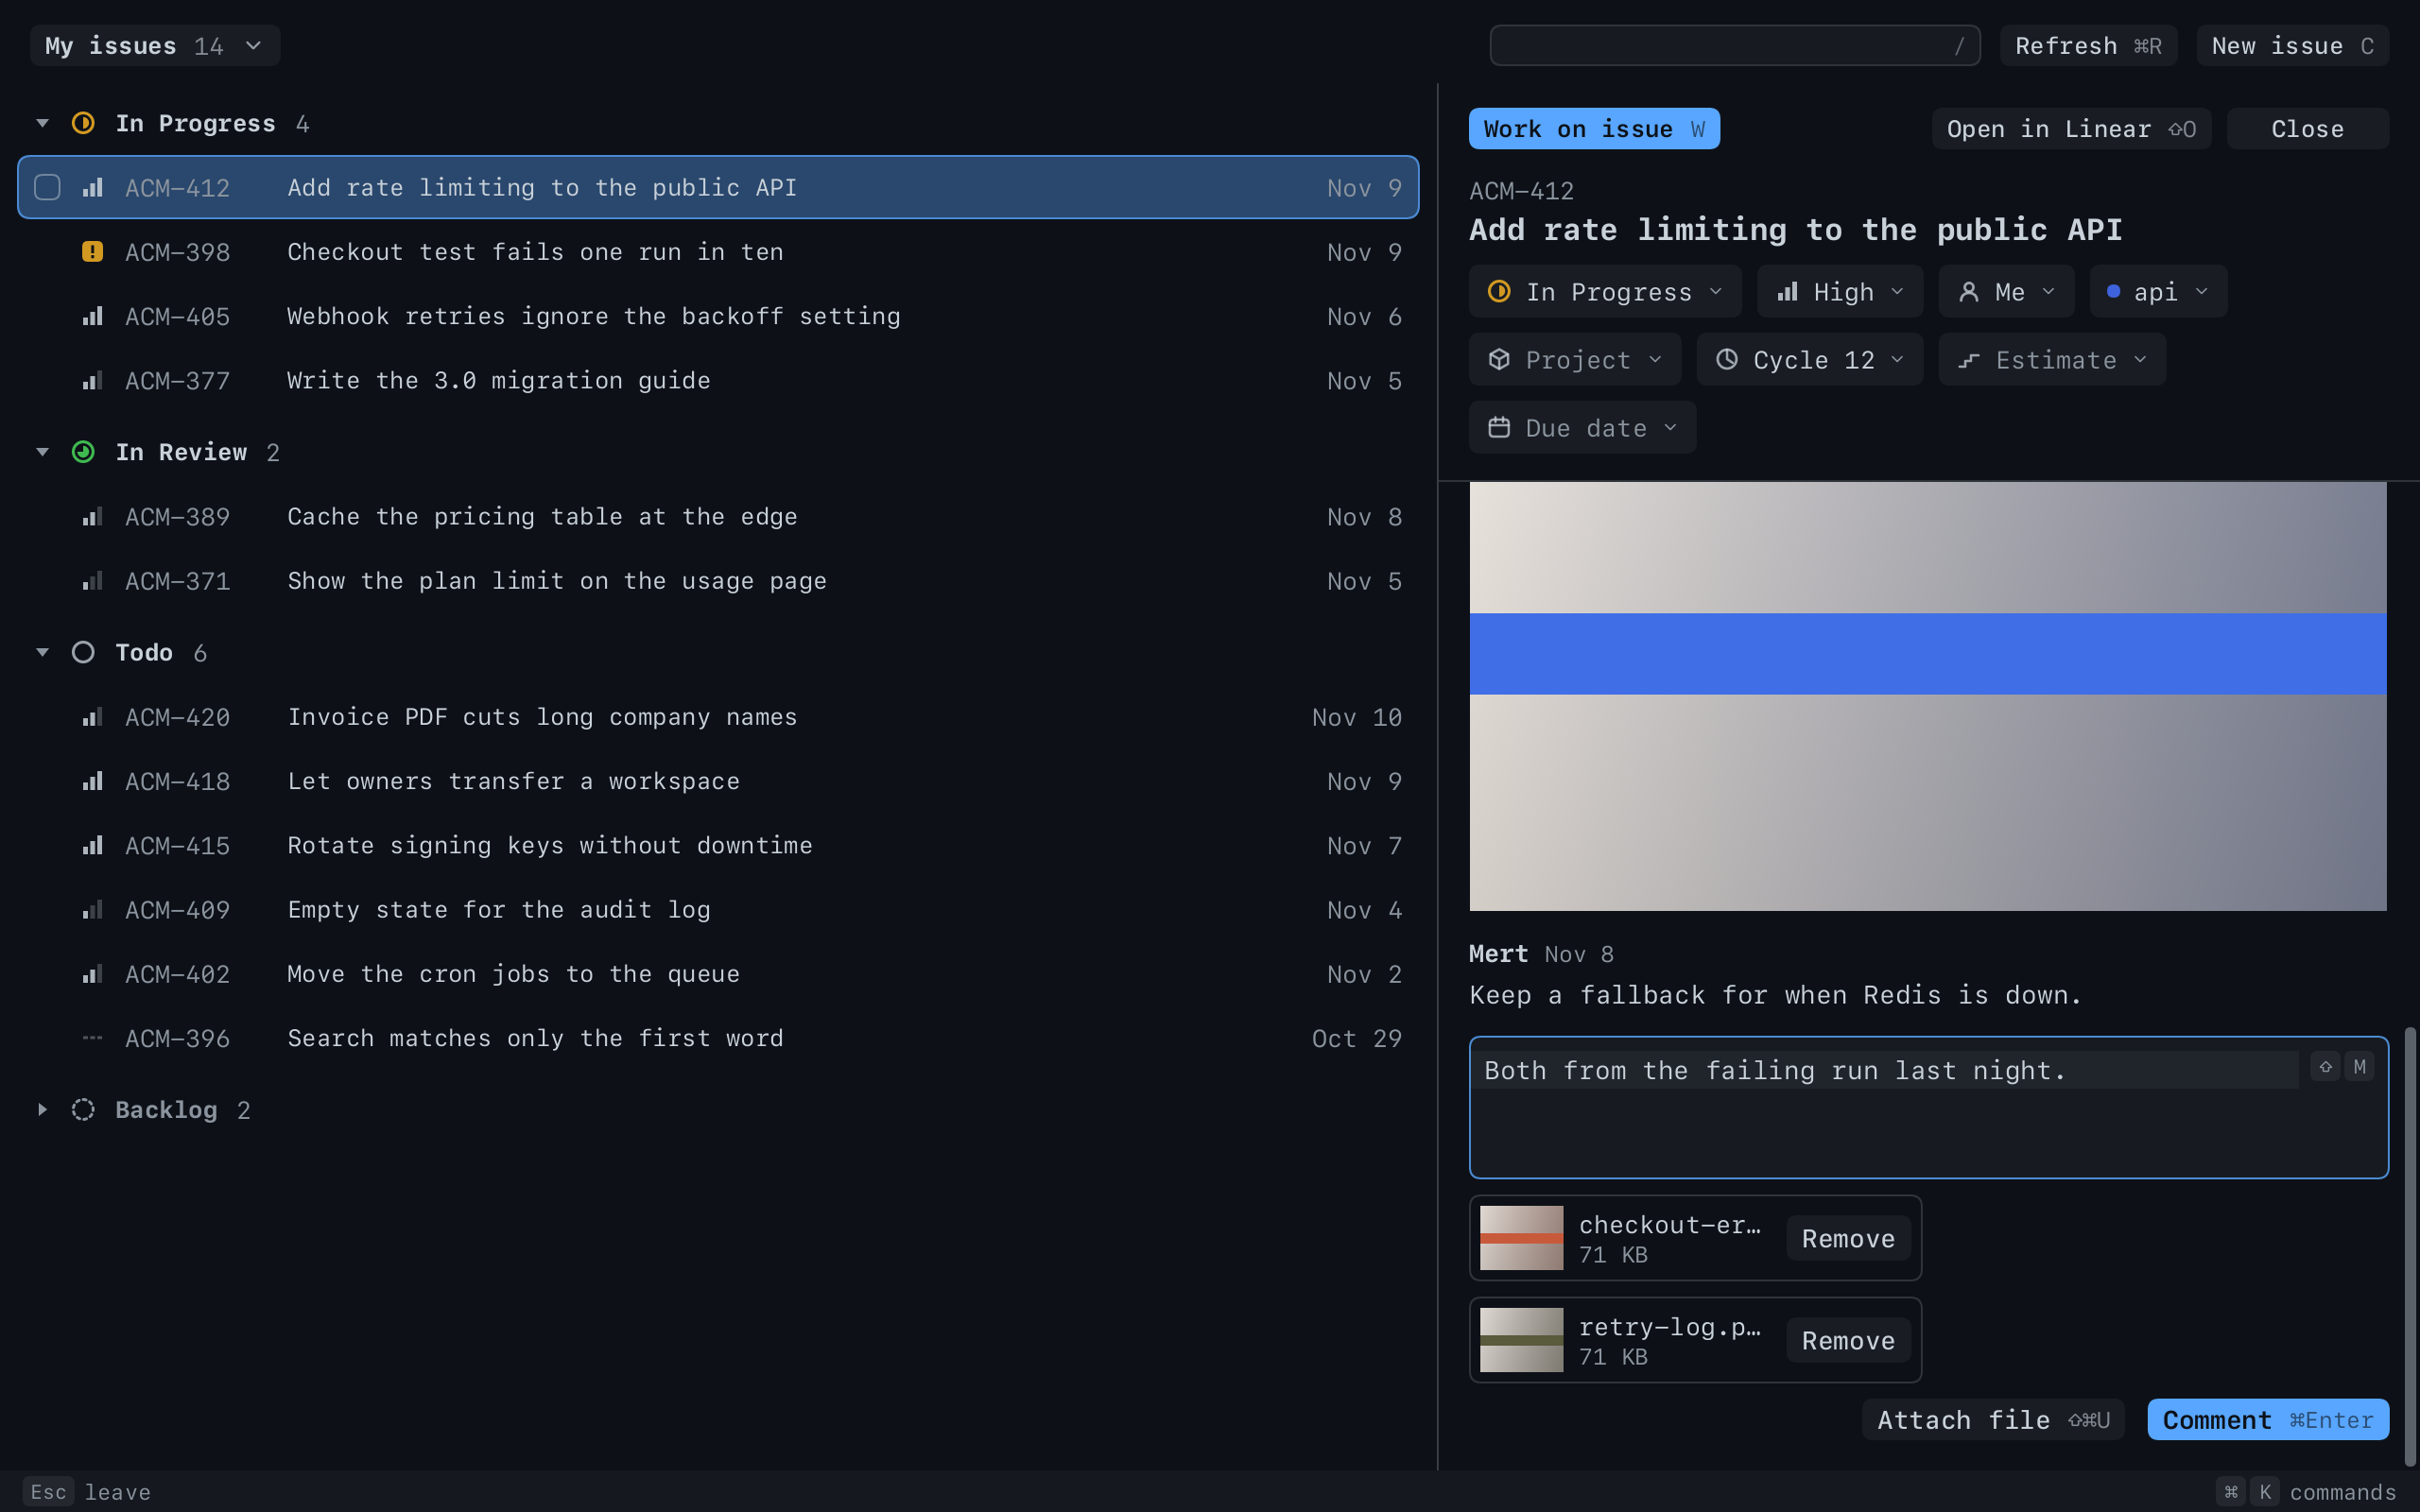 My issues 14
/
Refresh ⌘R
New issue C
In Progress 4
ACM-412 Add rate limiting to the public API Nov 9
ACM-398 Checkout test fails one run in ten Nov 9
ACM-405 Webhook retries ignore the backoff setting Nov 6
ACM-377 Write the 3.0 migration guide Nov 5
In Review 2
ACM-389 Cache the pricing table at the edge Nov 8
ACM-371 Show the plan limit on the usage page Nov 5
Todo 6
ACM-420 Invoice PDF cuts long company names Nov 10
ACM-418 Let owners transfer a workspace Nov 9
ACM-415 Rotate signing keys without downtime Nov 7
ACM-409 Empty state for the audit log Nov 4
ACM-402 Move the cron jobs to the queue Nov 2
ACM-396 Search matches only the first word Oct 29
Backlog 2
Work on issue W
Open in Linear ⇧O
Close
ACM-412
Add rate limiting to the public API
In Progress
High
Me
api
Project
Cycle 12
Estimate
Due date
Mert Nov 8
Keep a fallback for when Redis is down.
Both from the failing run last night. ⇧ M
checkout-er…
71 KB
Remove
retry-log.p…
71 KB
Remove
Attach file ⇧⌘U
Comment ⌘Enter
Esc leave
⌘ K commands